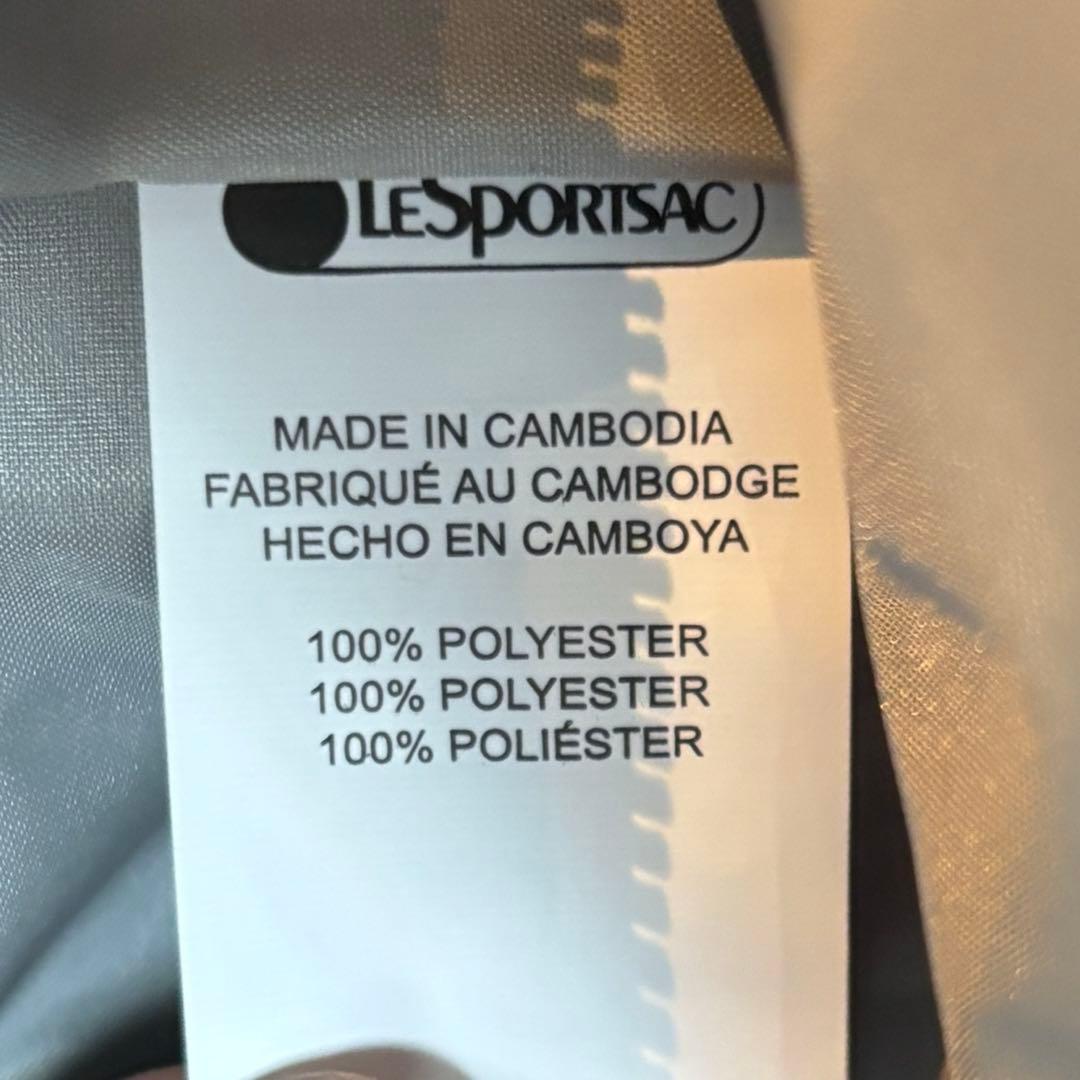 LeSportsac
MADE IN CAMBODIA
FABRIQUÉ AU CAMBODGE
HECHO EN CAMBOYA
100% POLYESTER
100% POLYESTER
100% POLIÉSTER